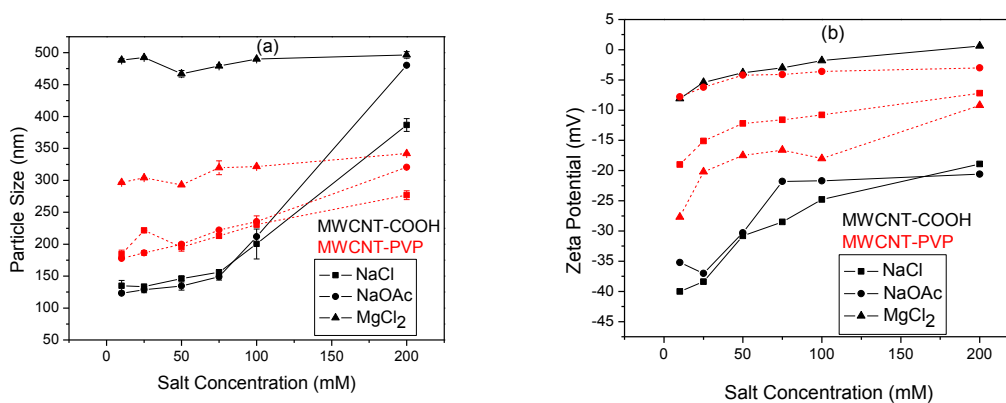 (a)
500
450
400
350
300
250
200
150
100
50
Particle Size (nm)
MWCNT-COOH
MWCNT-PVP
NaCl
NaOAc
MgCl2
0 50 100 150 200
Salt Concentration (mM)
(b)
5
0
-5
-10
-15
-20
-25
-30
-35
-40
-45
Zeta Potential (mV)
MWCNT-COOH
MWCNT-PVP
NaCl
NaOAc
MgCl2
0 50 100 150 200
Salt Concentration (mM)